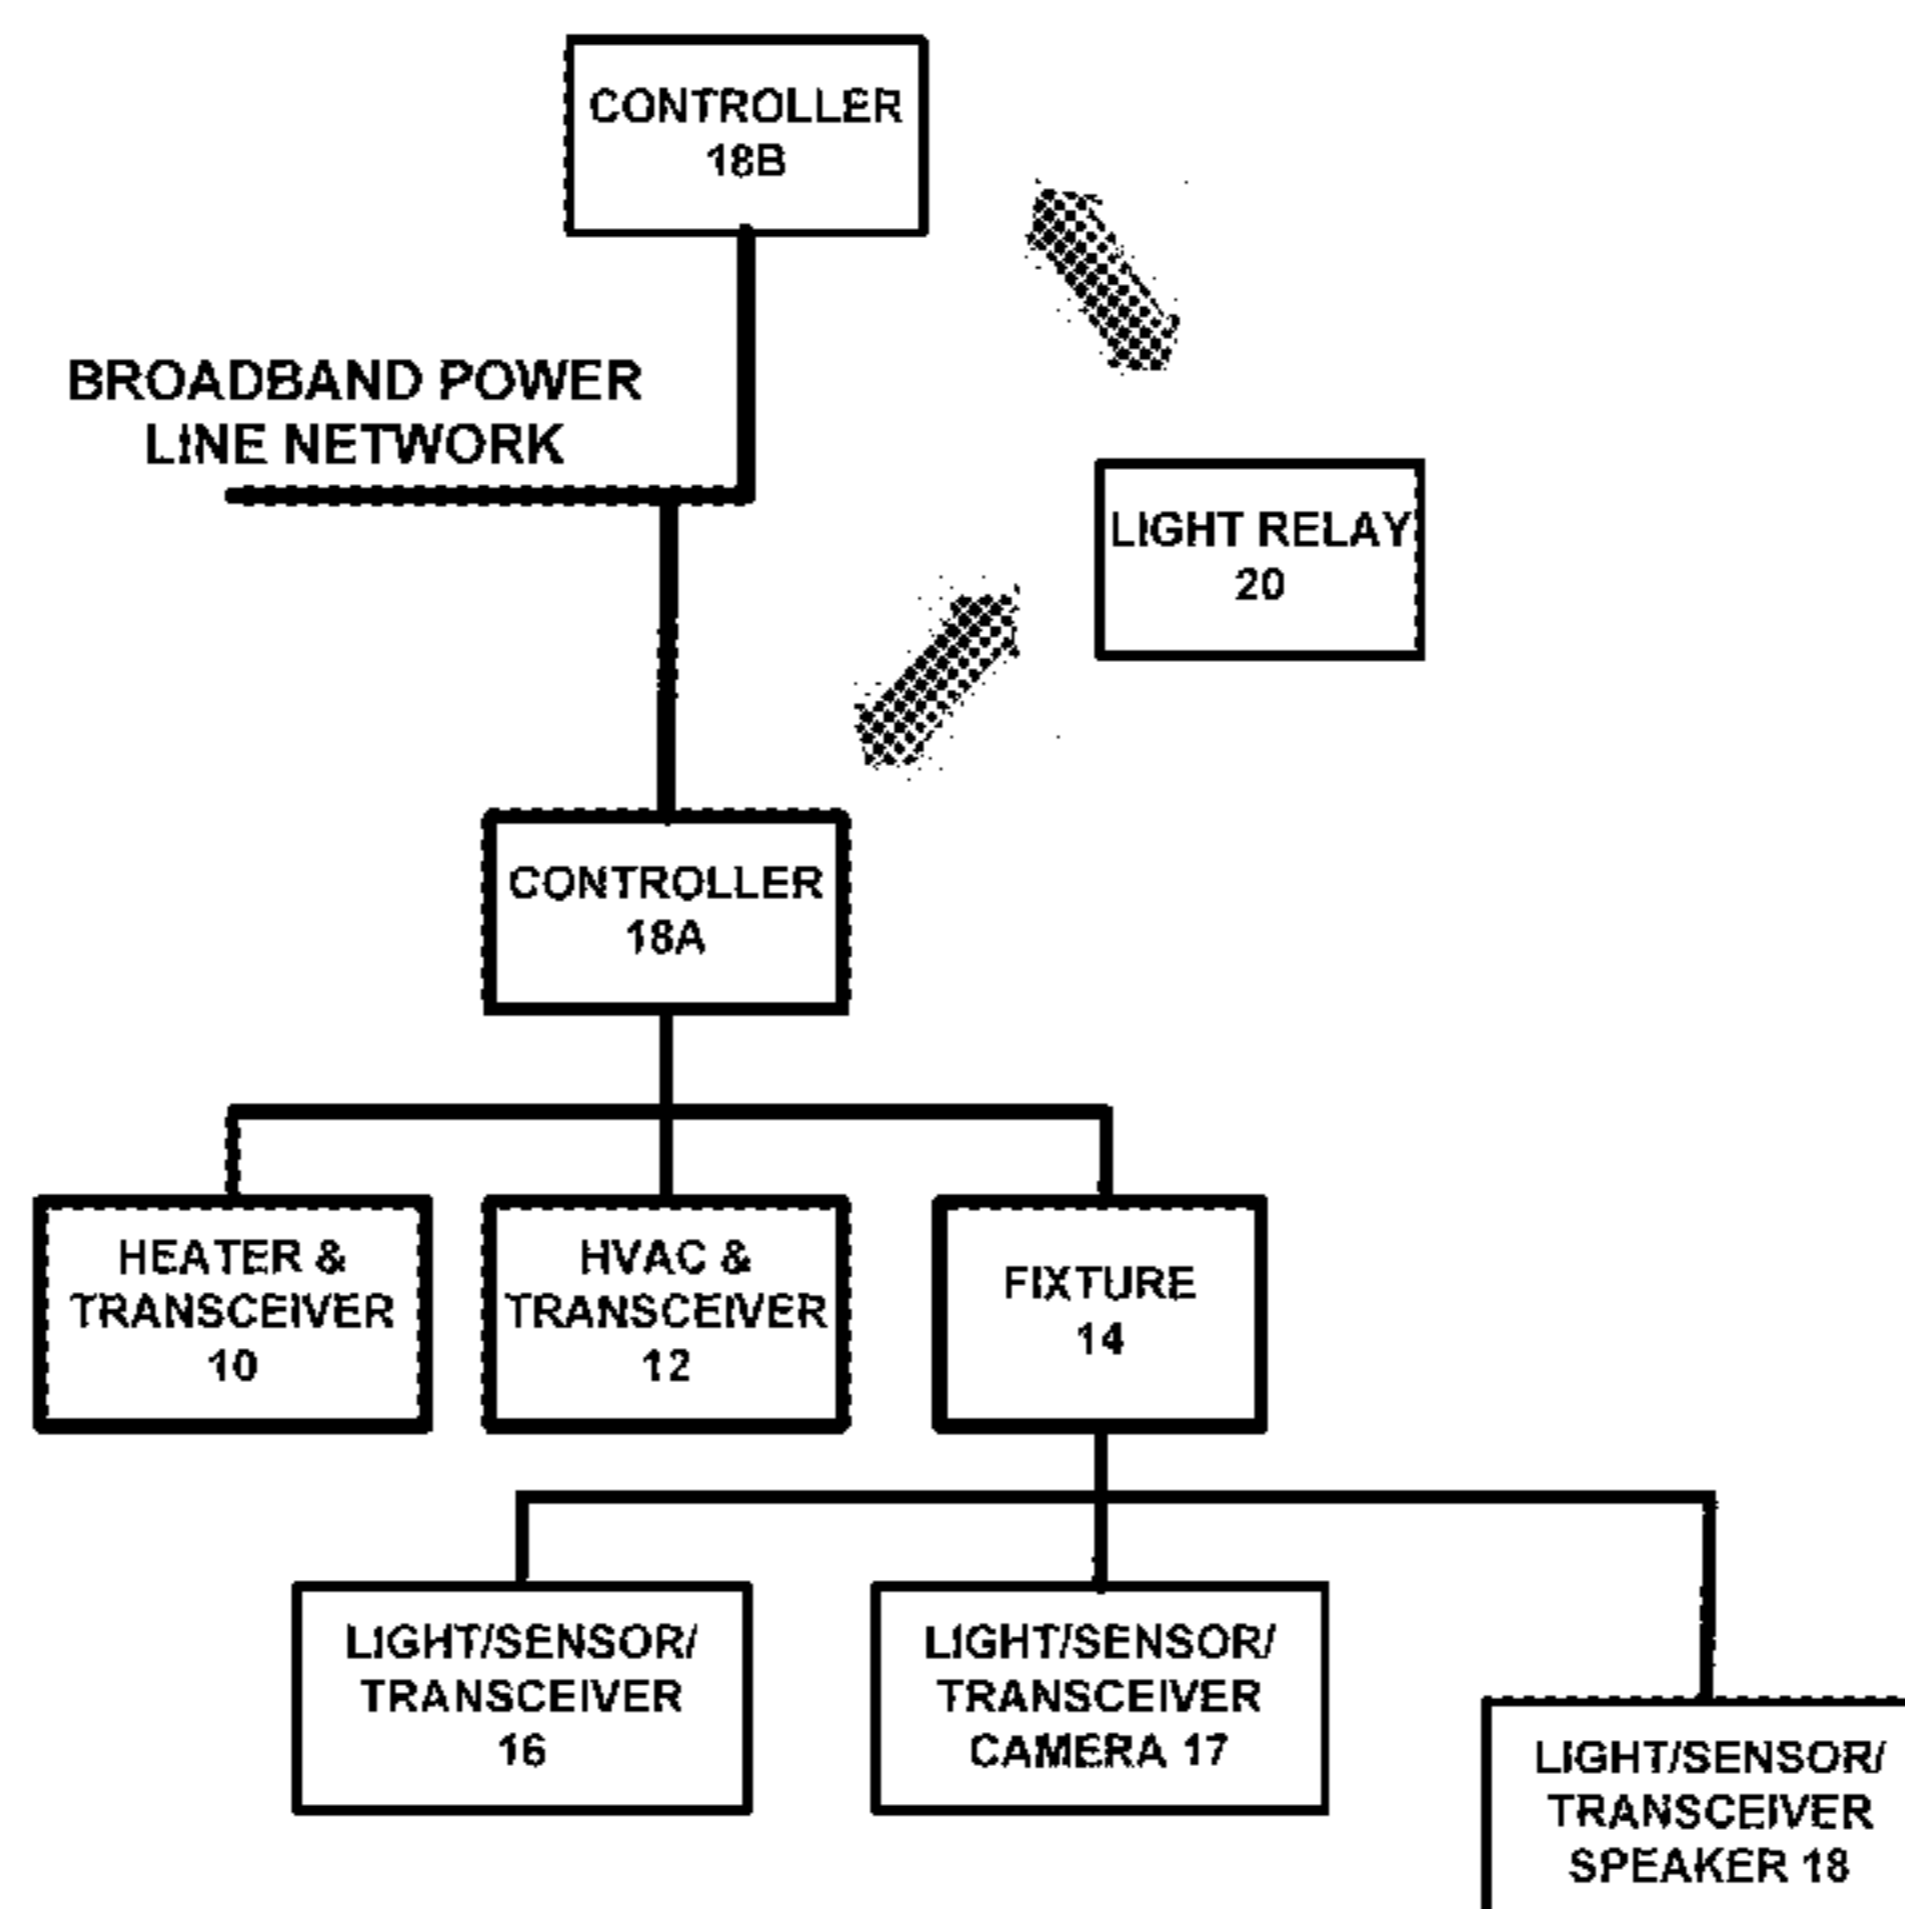 CONTROLLER
18B
BROADBAND POWER
LINE NETWORK
LIGHT RELAY
20
CONTROLLER
18A
HEATER &
TRANSCEIVER
10
HVAC &
TRANSCEIVER
12
FIXTURE
14
LIGHT/SENSOR/
TRANSCEIVER
16
LIGHT/SENSOR/
TRANSCEIVER
CAMERA 17
LIGHT/SENSOR/
TRANSCEIVER
SPEAKER 18